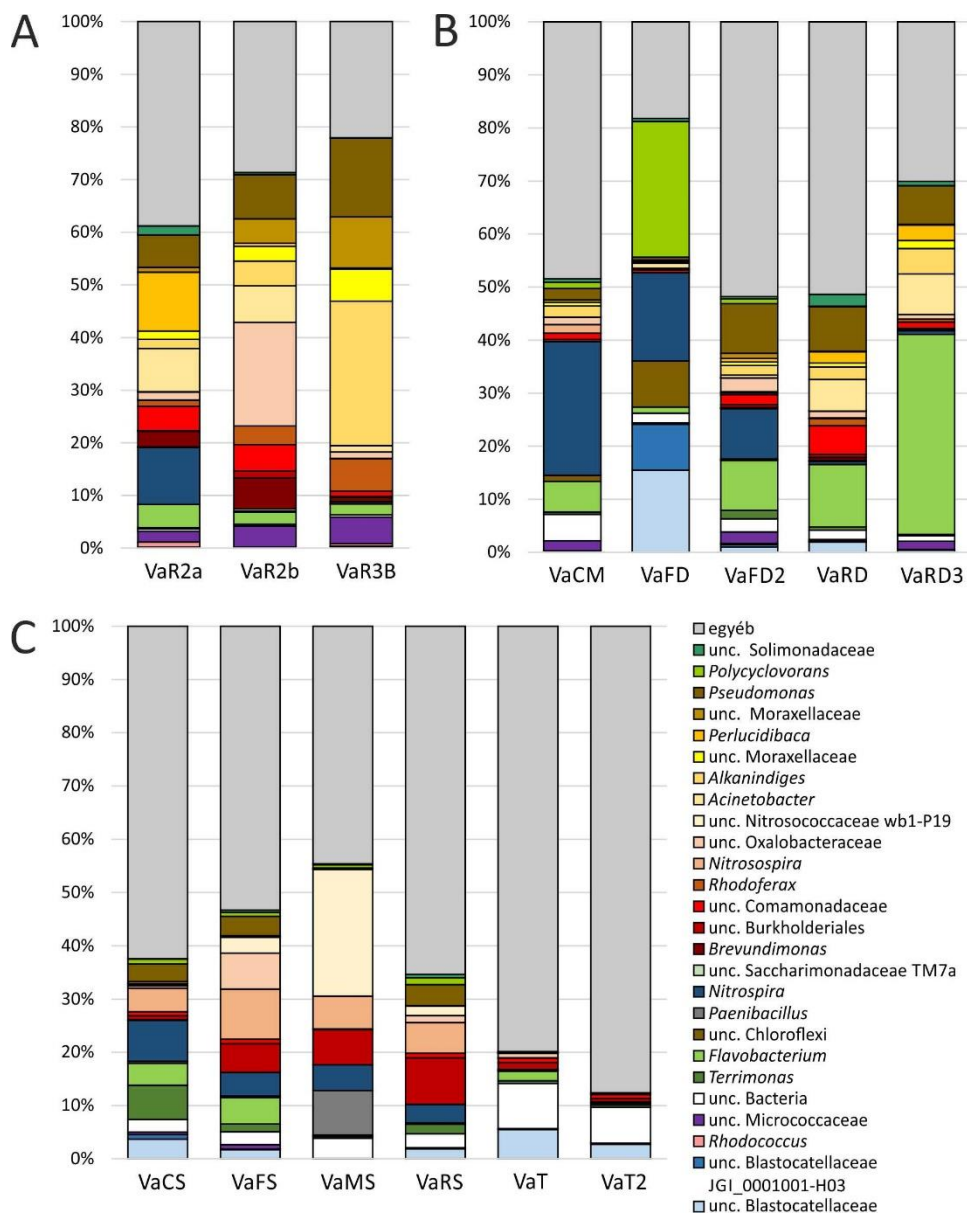 A
100%
90%
80%
70%
60%
50%
40%
30%
20%
10%
0%
VaR2a VaR2b VaR3B
B
100%
90%
80%
70%
60%
50%
40%
30%
20%
10%
0%
VaCM VaFD VaFD2 VaRD VaRD3
C
100%
90%
80%
70%
60%
50%
40%
30%
20%
10%
0%
VaCS VaFS VaMS VaRS VaT VaT2
egyéb
unc. Solimonadaceae
Polycyclovorans
Pseudomonas
unc. Moraxellaceae
Perlucidibaca
unc. Moraxellaceae
Alkanindiges
Acinetobacter
unc. Nitrosococcaceae wb1-P19
unc. Oxalobacteraceae
Nitrosospira
Rhodoferax
unc. Comamonadaceae
unc. Burkholderiales
Brevundimonas
unc. Saccharimonadaceae TM7a
Nitrospira
Paenibacillus
unc. Chloroflexi
Flavobacterium
Terrimonas
unc. Bacteria
unc. Micrococcaceae
Rhodococcus
unc. Blastocatellaceae
JGI_0001001-H03
unc. Blastocatellaceae